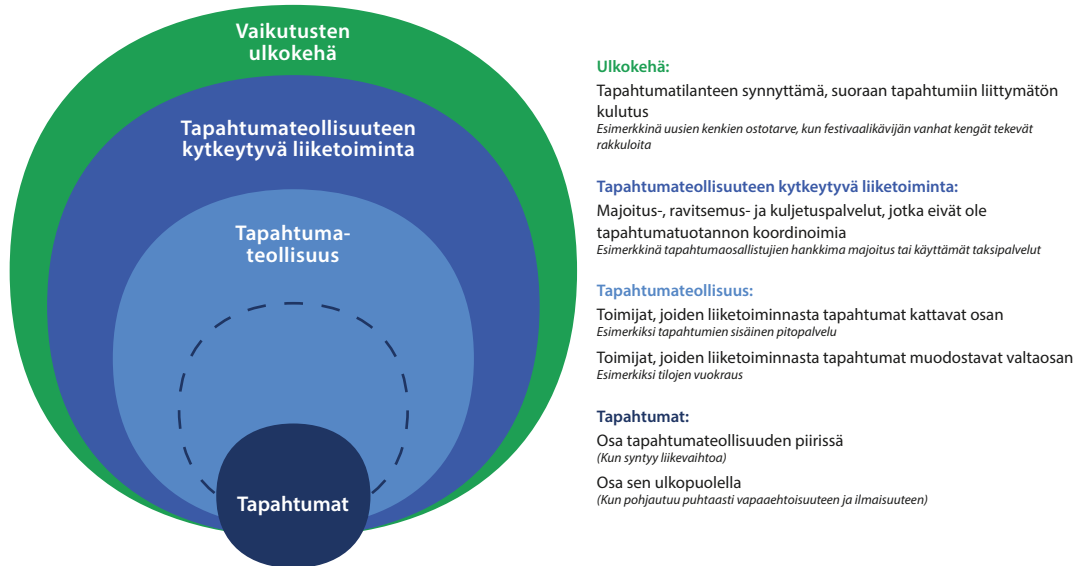 Vaikutusten
ulkokehä
Tapahtumateollisuuteen
kytkeytyvä liiketoiminta
Tapahtuma-
teollisuus
Tapahtumat
Ulkokehä:
Tapahtumatilanteen synnyttämä, suoraan tapahtumiin liittymätön
kulutus
Esimerkkinä uusien kenkien ostotarve, kun festivaalikävijän vanhat kengät tekevät
rakkuloita
Tapahtumateollisuuteen kytkeytyvä liiketoiminta:
Majoitus-, ravitsemus- ja kuljetuspalvelut, jotka eivät ole
tapahtumatuotannon koordinoimia
Esimerkkinä tapahtumaosallistujien hankkima majoitus tai käyttämät taksipalvelut
Tapahtumateollisuus:
Toimijat, joiden liiketoiminnasta tapahtumat kattavat osan
Esimerkiksi tapahtumien sisäinen pitopalvelu
Toimijat, joiden liiketoiminnasta tapahtumat muodostavat valtaosan
Esimerkiksi tilojen vuokraus
Tapahtumat:
Osa tapahtumateollisuuden piirissä
(Kun syntyy liikevaihtoa)
Osa sen ulkopuolella
(Kun pohjautuu puhtaasti vapaaehtoisuuteen ja ilmaisuuteen)